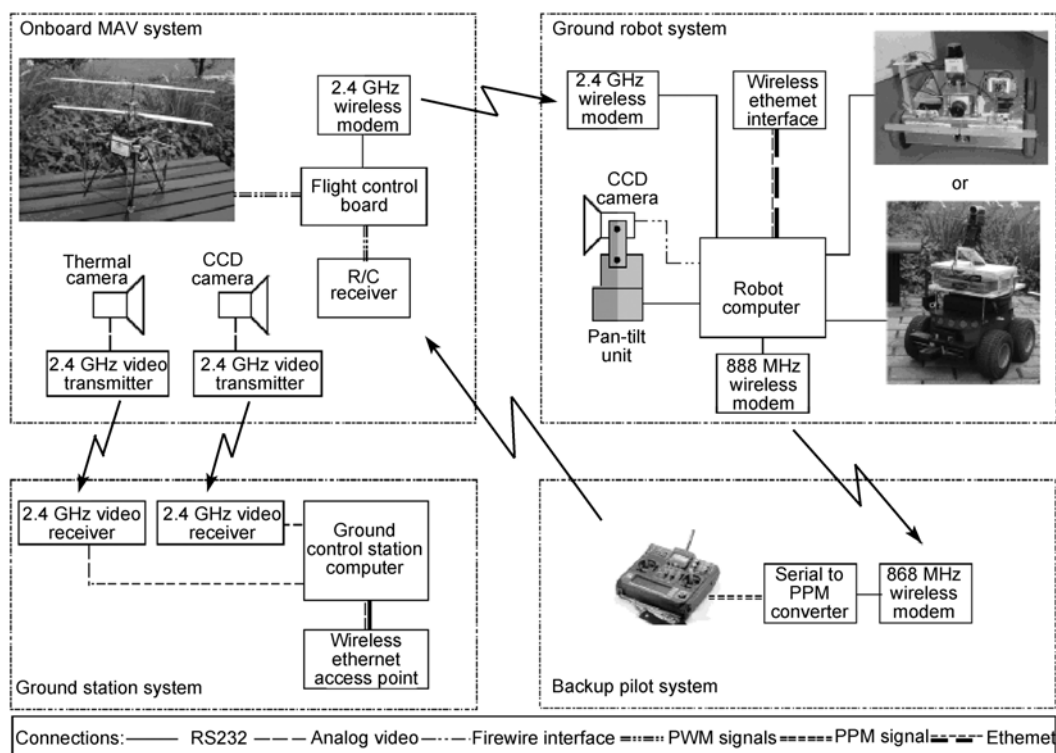 Onboard MAV system
2.4 GHz
wireless
modem
Flight control
board
R/C
receiver
Thermal
camera
CCD
camera
2.4 GHz video
transmitter
2.4 GHz video
transmitter
Ground robot system
2.4 GHz
wireless
modem
Wireless
ethemet
interface
CCD
camera
or
Robot
computer
Pan-tilt
unit
888 MHz
wireless
modem
2.4 GHz video
receiver
2.4 GHz video
receiver
Ground
control station
computer
Wireless
ethernet
access point
Ground station system
Serial to
PPM
converter
868 MHz
wireless
modem
Backup pilot system
Connections: RS232 Analog video Firewire interface PWM signals PPM signal Ethemet